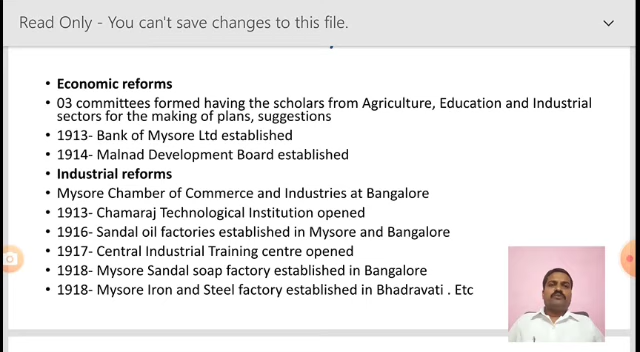 Read Only - You can't save changes to this file.
• Economic reforms
• 03 committees formed having the scholars from Agriculture, Education and Industrial
sectors for the making of plans, suggestions
• 1913- Bank of Mysore Ltd established
• 1914- Malnad Development Board established
• Industrial reforms
• Mysore Chamber of Commerce and Industries at Bangalore
• 1913- Chamaraj Technological Institution opened
• 1916- Sandal oil factories established in Mysore and Bangalore
• 1917- Central Industrial Training centre opened
• 1918- Mysore Sandal soap factory established in Bangalore
• 1918- Mysore Iron and Steel factory established in Bhadravati . Etc